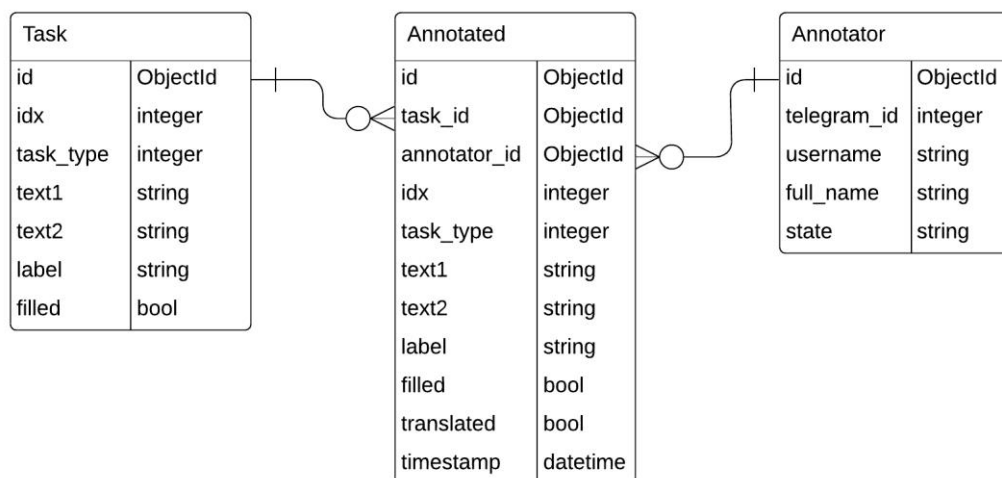 Task
id ObjectId
idx integer
task_type integer
text1 string
text2 string
label string
filled bool
Annotated
id ObjectId
task_id ObjectId
annotator_id ObjectId
idx integer
task_type integer
text1 string
text2 string
label string
filled bool
translated bool
timestamp datetime
Annotator
id ObjectId
telegram_id integer
username string
full_name string
state string